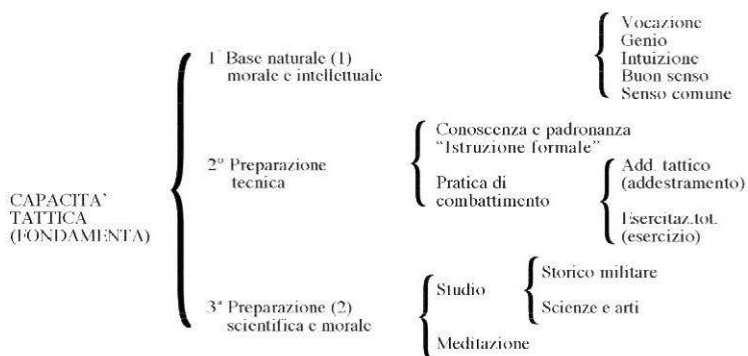 1° Base naturale (1)
morale e intellettuale
Vocazione
Genio
Intuizione
Buon senso
Senso comune
CAPACITA'
TATTICA
(FONDAMENTA)
2° Preparazione
tecnica
Conoscenza e padronanza
"Istruzione formale"
Pratica di
combattimento
Add. tattico
(addestramento)
Esercitaz.tot.
(esercizio)
3ª Preparazione (2)
scientifica e morale
Studio
Storico militare
Scienze e arti
Meditazione